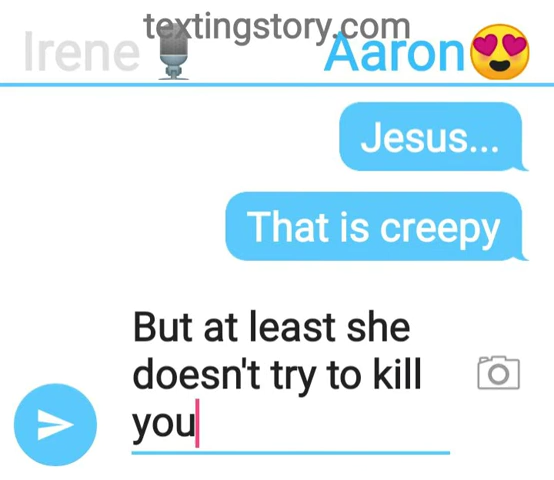 textingstory.com
Irene🎙️ Aaron😍
Jesus...
That is creepy
But at least she
doesn't try to kill
you